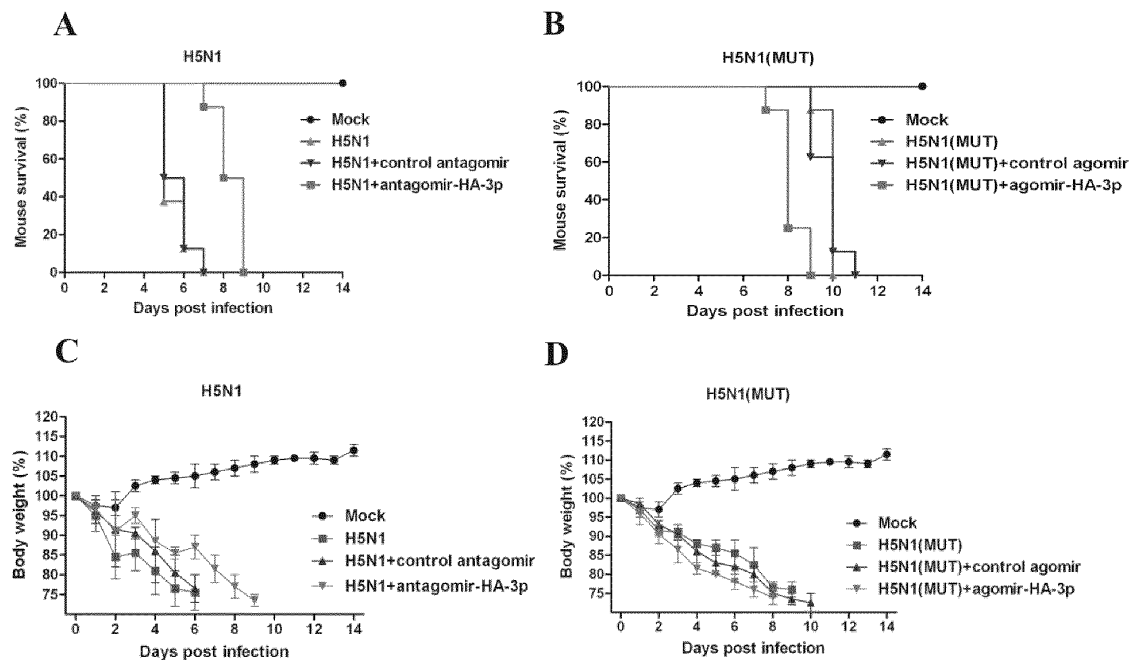 A
H5N1
Mouse survival (%)
100
80
60
40
20
0
0 2 4 6 8 10 12 14
Days post infection
Mock
H5N1
H5N1+control antagomir
H5N1+antagomir-HA-3p
B
H5N1(MUT)
Mouse survival (%)
100
80
60
40
20
0
0 2 4 6 8 10 12 14
Days post infection
Mock
H5N1(MUT)
H5N1(MUT)+control agomir
H5N1(MUT)+agomir-HA-3p
C
H5N1
Body weight (%)
120
115
110
105
100
95
90
85
80
75
0 2 4 6 8 10 12 14
Days post infection
Mock
H5N1
H5N1+control antagomir
H5N1+antagomir-HA-3p
D
H5N1(MUT)
Body weight (%)
120
115
110
105
100
95
90
85
80
75
0 2 4 6 8 10 12 14
Days post infection
Mock
H5N1(MUT)
H5N1(MUT)+control agomir
H5N1(MUT)+agomir-HA-3p